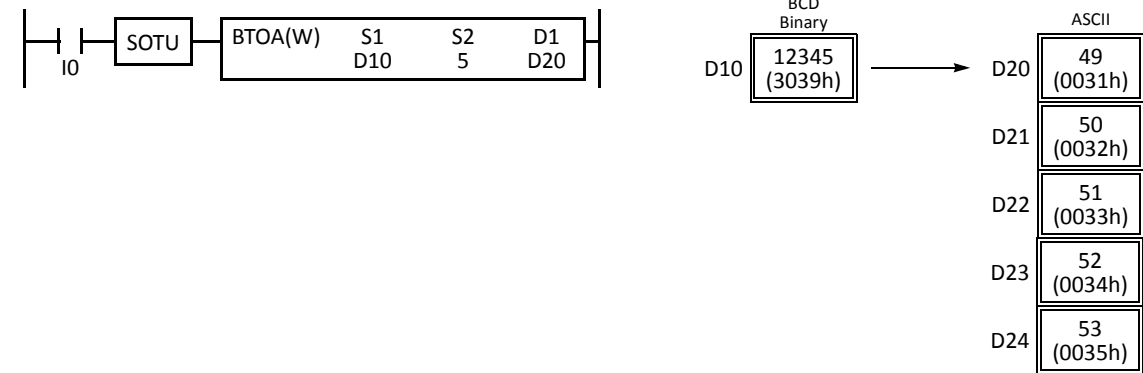 I0
SOTU
BTOA(W) S1 S2 D1
D10 5 D20
BCD
Binary
D10
12345
(3039h)
ASCII
D20
49
(0031h)
D21
50
(0032h)
D22
51
(0033h)
D23
52
(0034h)
D24
53
(0035h)